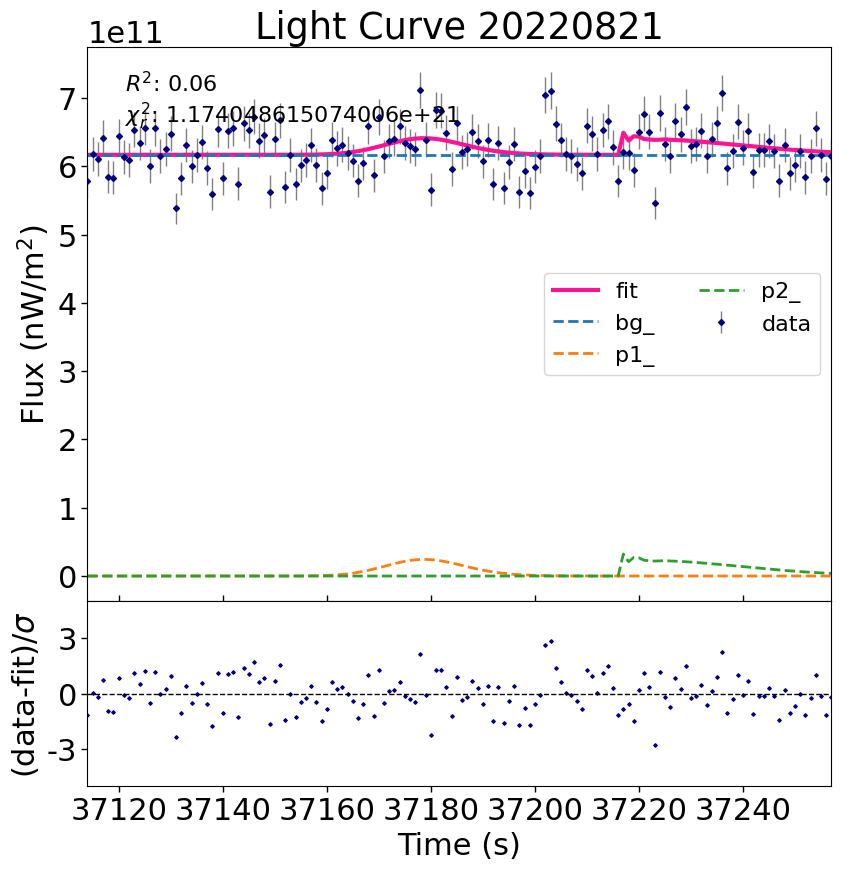 Light Curve 20220821
1e11
R²: 0.06
χ²ᵣ: 1.174048615074006e+21
7
6
5
4
3
2
1
0
Flux (nW/m²)
fit
bg_
p1_
p2_
data
3
0
-3
(data-fit)/σ
37120 37140 37160 37180 37200 37220 37240
Time (s)